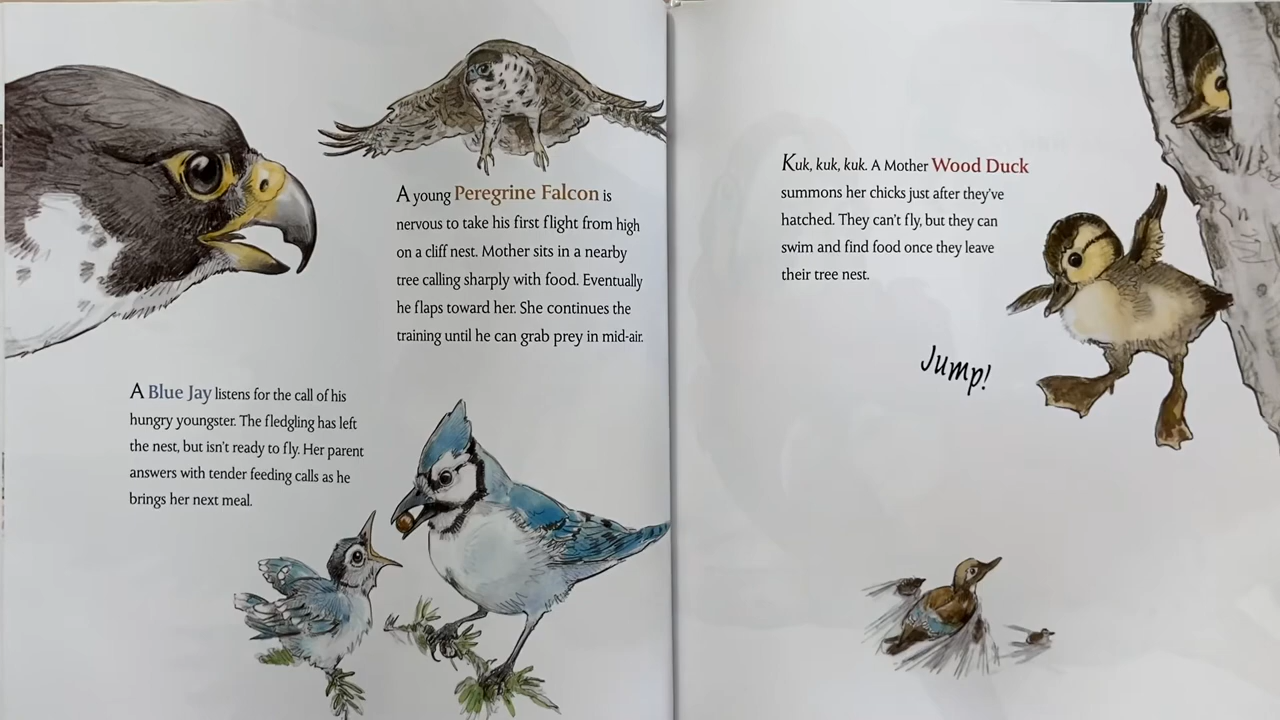 A young Peregrine Falcon is
nervous to take his first flight from high
on a cliff nest. Mother sits in a nearby
tree calling sharply with food. Eventually
he flaps toward her. She continues the
training until he can grab prey in mid-air.
A Blue Jay listens for the call of his
hungry youngster. The fledgling has left
the nest, but isn't ready to fly. Her parent
answers with tender feeding calls as he
brings her next meal.
Kuk, kuk, kuk. A Mother Wood Duck
summons her chicks just after they've
hatched. They can't fly, but they can
swim and find food once they leave
their tree nest.
Jump!